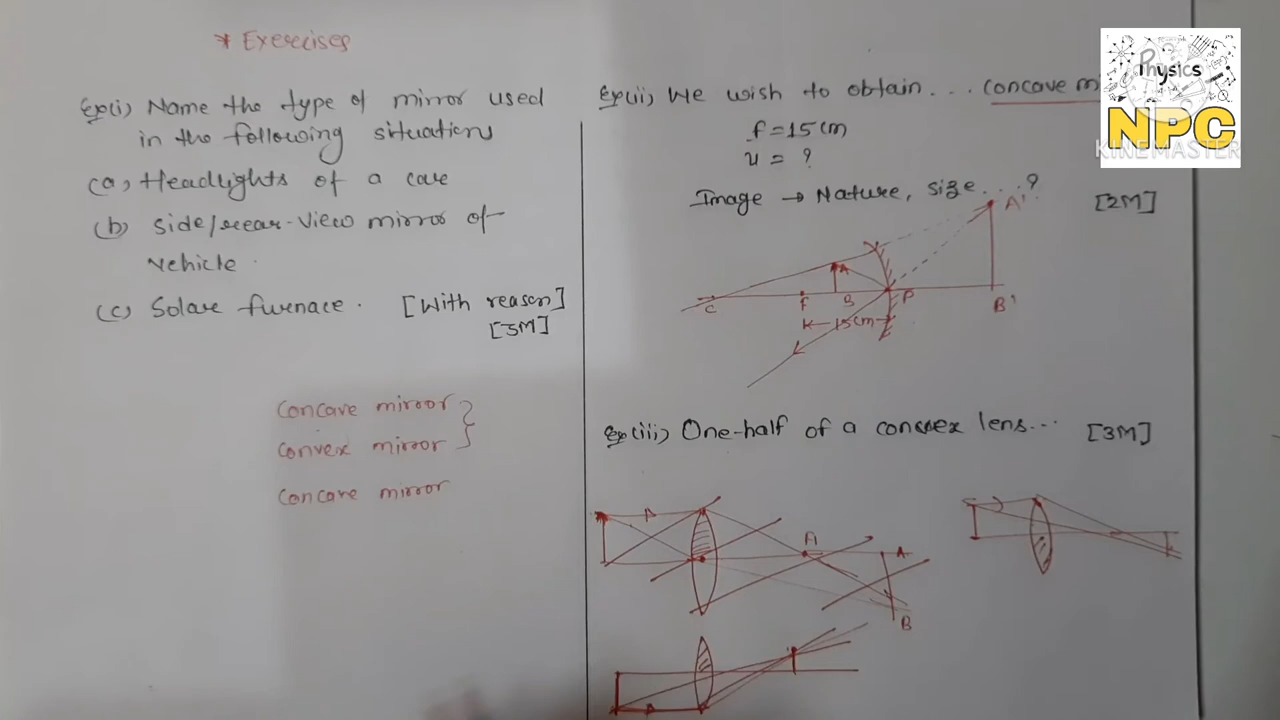 * Exercises
Ex(i) Name the type of mirror used
in the following situations
(a) Headlights of a care
(b) side/rear-view mirror of
vehicle.
(c) Solar furnace. [With reason]
[3M]
Concave mirror
Convex mirror
Concave mirror
Ex(ii) We wish to obtain... concave
f = 15 cm
u = ?
Image → Nature, size....?
[2M]
A'
A
C F B P B'
15 cm
Ex(iii) One-half of a convex lens... [3M]
A
B
Physics
NPC
KINEMASTER